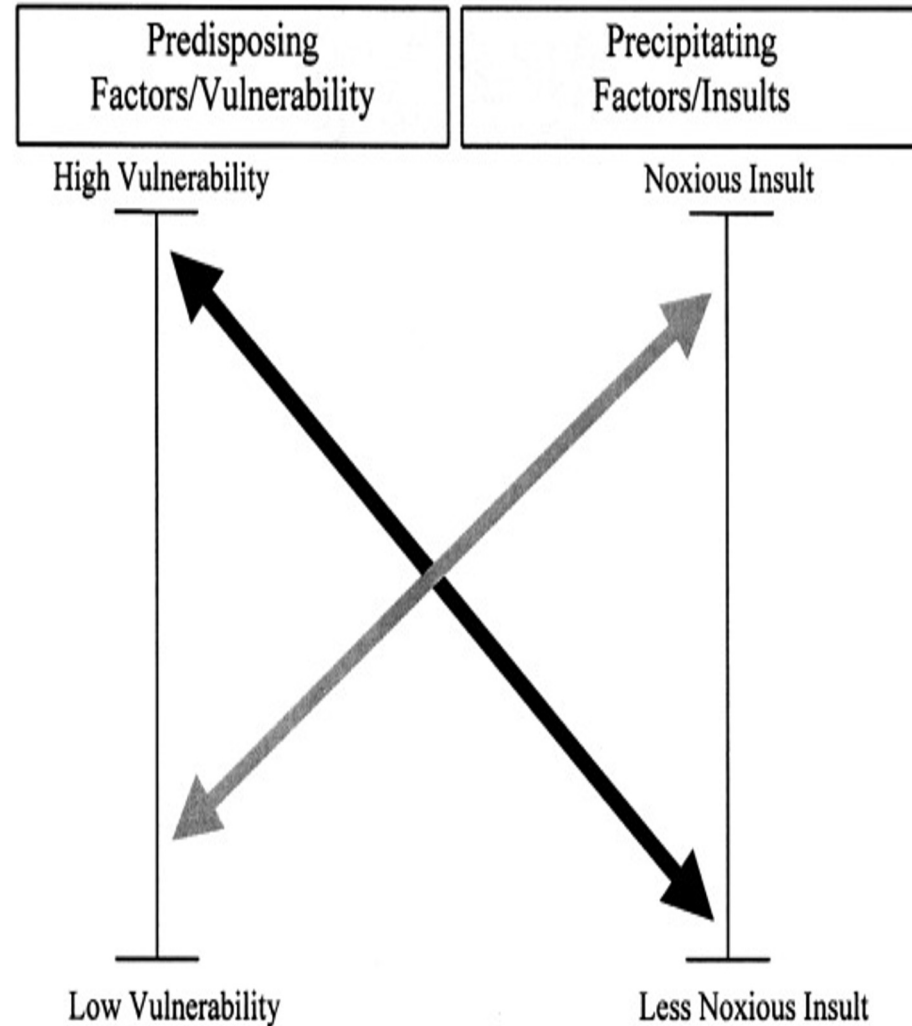 Predisposing
Factors/Vulnerability
Precipitating
Factors/Insults
High Vulnerability
Noxious Insult
Low Vulnerability
Less Noxious Insult